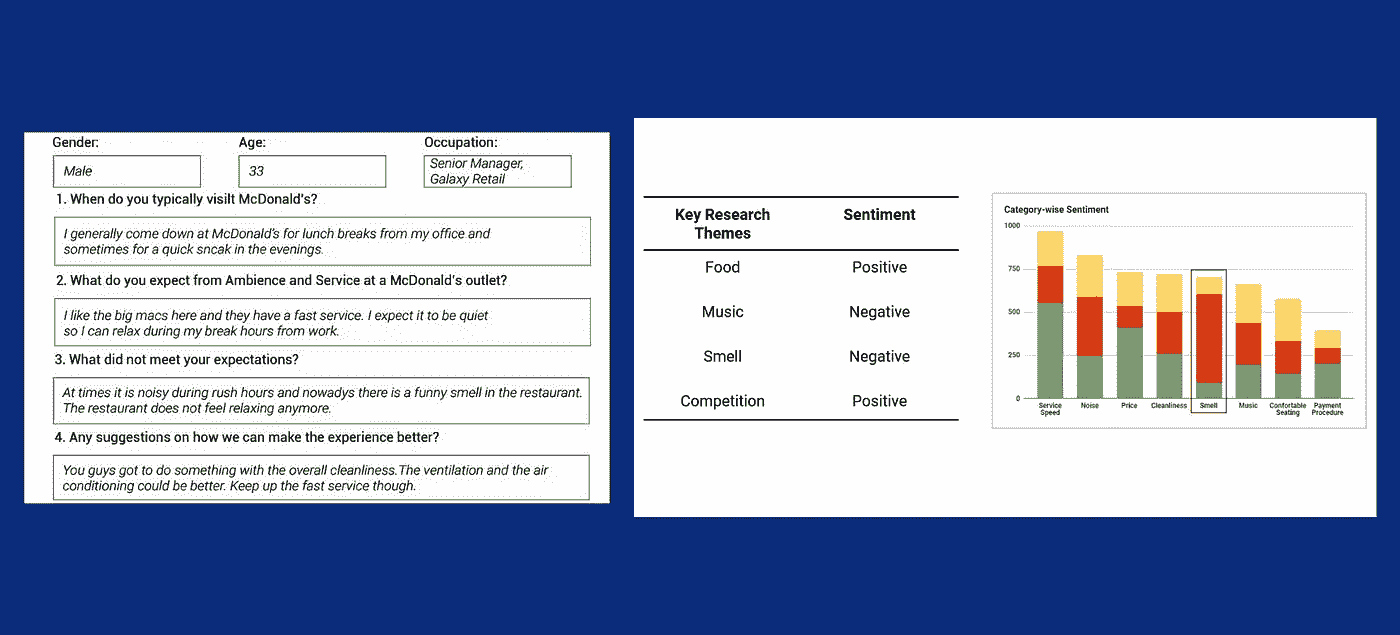 Gender:
Age:
Occupation:
Male
33
Senior Manager,
Galaxy Retail
1. When do you typically visilt McDonald's?
I generally come down at McDonald's for lunch breaks from my office and
sometimes for a quick sncak in the evenings.
2. What do you expect from Ambience and Service at a McDonald's outlet?
I like the big macs here and they have a fast service. I expect it to be quiet
so I can relax during my break hours from work.
3. What did not meet your expectations?
At times it is noisy during rush hours and nowadys there is a funny smell in the restaurant.
The restaurant does not feel relaxing anymore.
4. Any suggestions on how we can make the experience better?
You guys got to do something with the overall cleanliness.The ventilation and the air
conditioning could be better. Keep up the fast service though.
Key Research
Themes
Sentiment
Food Positive
Music Negative
Smell Negative
Competition Positive
Category-wise Sentiment
1000
750
500
250
0
Service
Speed
Noise
Price
Cleanliness
Smell
Music
Confortable
Seating
Payment
Procedure